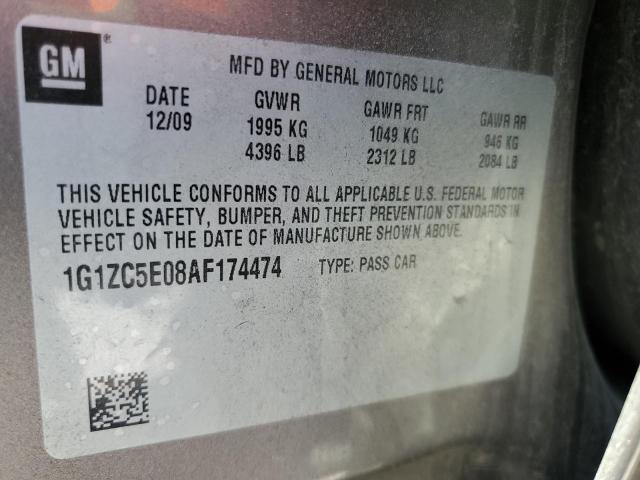 GM ®
MFD BY GENERAL MOTORS LLC
DATE GVWR GAWR FRT GAWR RR
12/09 1995 KG 1049 KG 946 KG
4396 LB 2312 LB 2084 LB
THIS VEHICLE CONFORMS TO ALL APPLICABLE U.S. FEDERAL MOTOR
VEHICLE SAFETY, BUMPER, AND THEFT PREVENTION STANDARDS IN
EFFECT ON THE DATE OF MANUFACTURE SHOWN ABOVE.
1G1ZC5E08AF174474 TYPE: PASS CAR